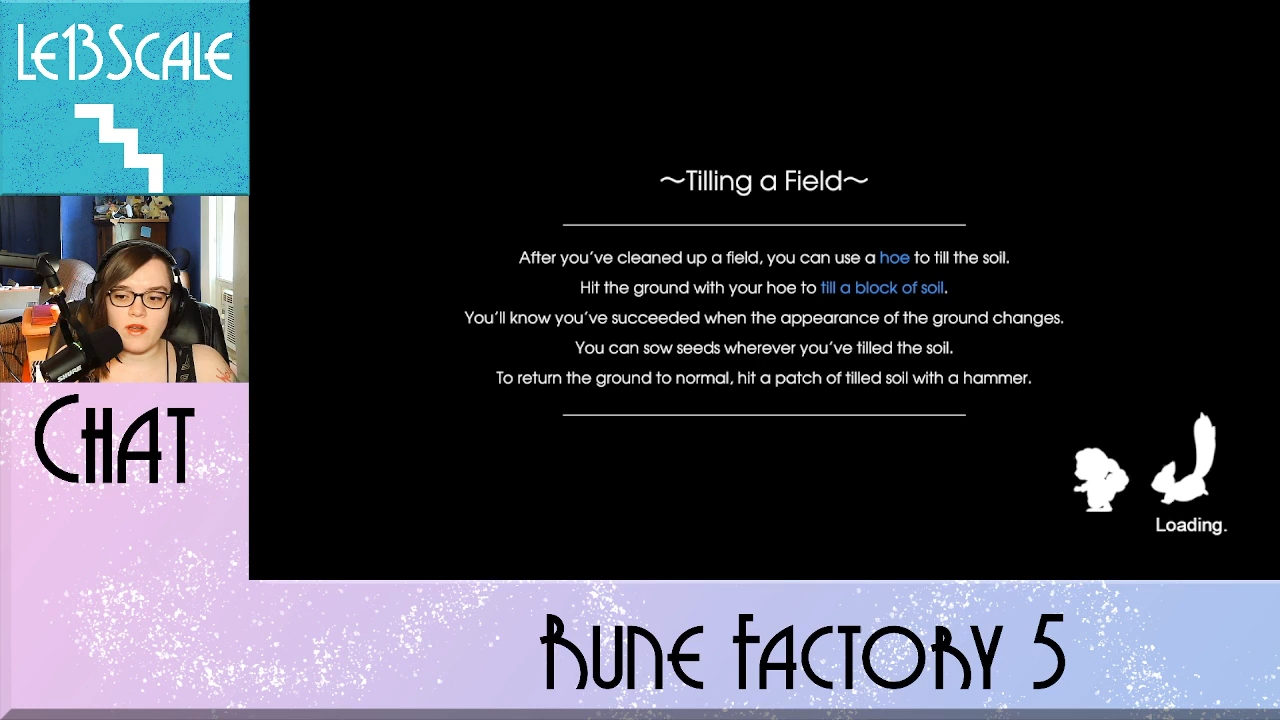 Le13Scale
~Tilling a Field~
After you've cleaned up a field, you can use a hoe to till the soil.
Hit the ground with your hoe to till a block of soil.
You'll know you've succeeded when the appearance of the ground changes.
You can sow seeds wherever you've tilled the soil.
To return the ground to normal, hit a patch of tilled soil with a hammer.
SHURE
Chat
Loading.
Rune Factory 5